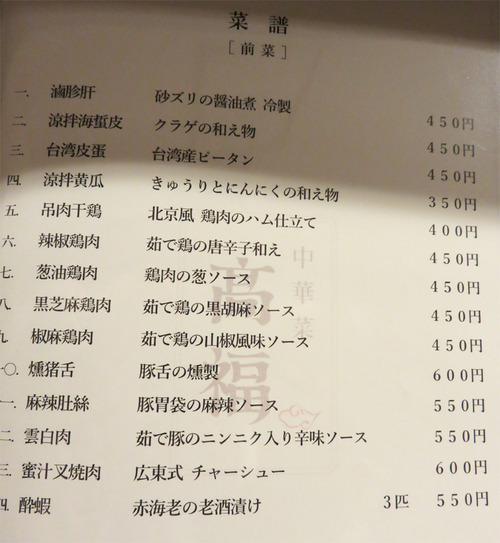 菜譜
［前菜］
一. 滷胗肝 砂ズリの醤油煮 冷製 450円
二. 涼拌海蜇皮 クラゲの和え物 450円
三. 台湾皮蛋 台湾産ピータン 450円
四. 涼拌黄瓜 きゅうりとにんにくの和え物 350円
五. 吊肉干鶏 北京風 鶏肉のハム仕立て 400円
六. 辣椒鶏肉 茹で鶏の唐辛子和え 450円
七. 葱油鶏肉 鶏肉の葱ソース 450円
八. 黒芝麻鶏肉 茹で鶏の黒胡麻ソース 450円
九. 椒麻鶏肉 茹で鶏の山椒風味ソース 450円
一〇. 燻猪舌 豚舌の燻製 600円
一. 麻辣肚絲 豚胃袋の麻辣ソース 550円
二. 雲白肉 茹で豚のニンニク入り辛味ソース 550円
三. 蜜汁叉焼肉 広東式 チャーシュー 600円
四. 酔蝦 赤海老の老酒漬け 3匹 550円
中華菜
高福